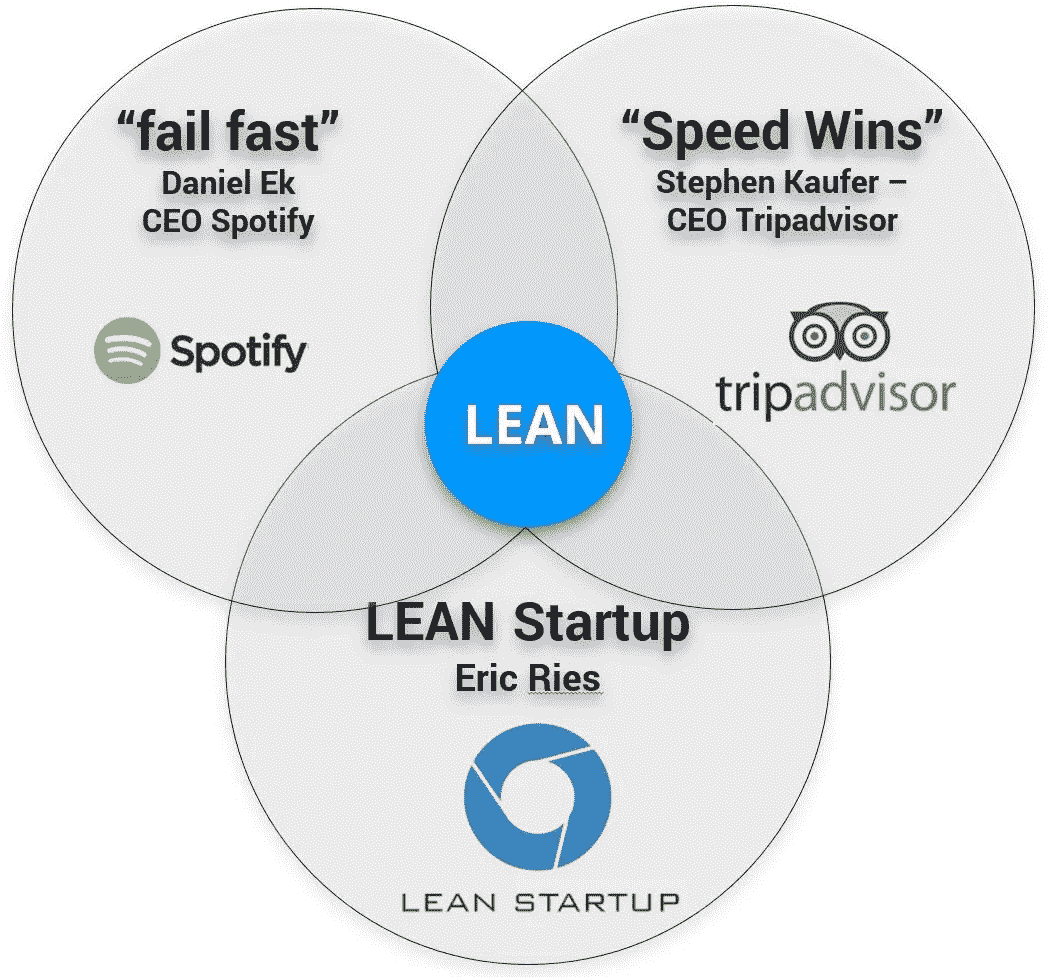 “fail fast”
Daniel Ek
CEO Spotify
Spotify
“Speed Wins”
Stephen Kaufer –
CEO Tripadvisor
tripadvisor
LEAN
LEAN Startup
Eric Ries
LEAN STARTUP